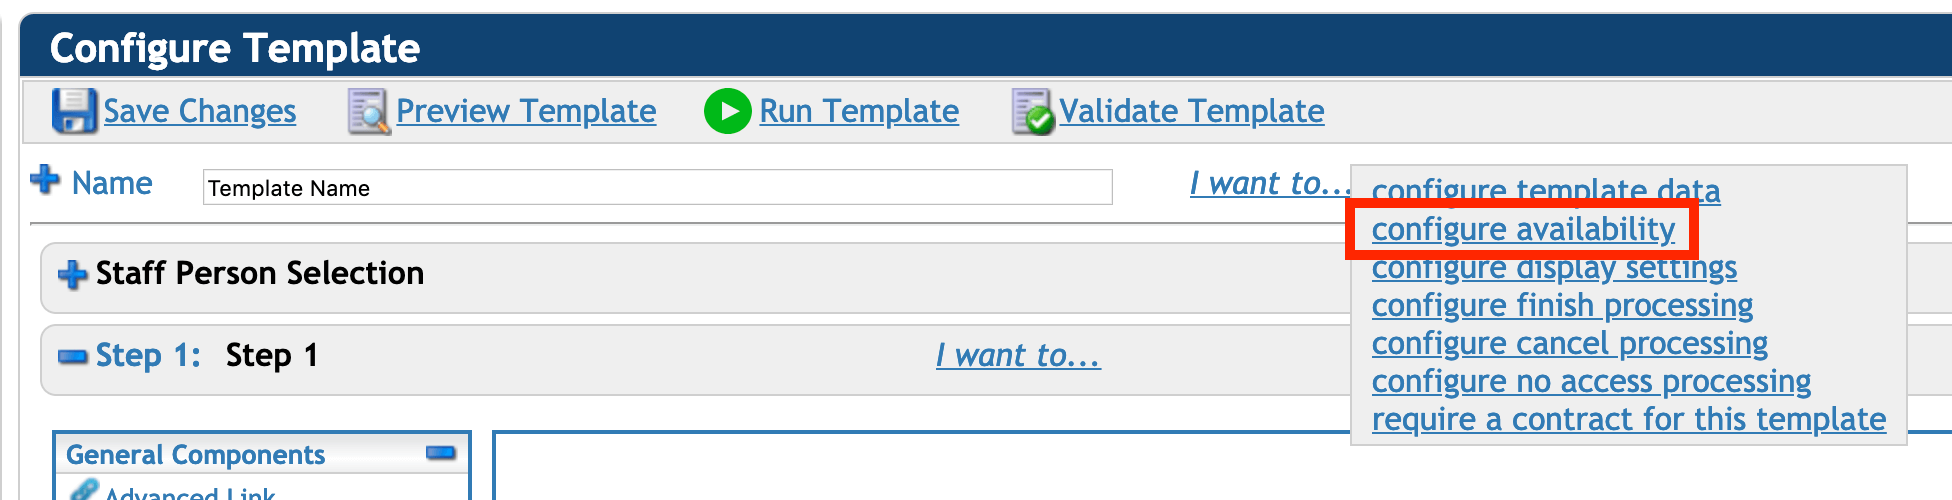 Configure Template
Save Changes Preview Template Run Template Validate Template
Name Template Name I want to...
configure template data
configure availability
configure display settings
configure finish processing
configure cancel processing
configure no access processing
require a contract for this template
Staff Person Selection
Step 1: Step 1 I want to...
General Components
Advanced Link